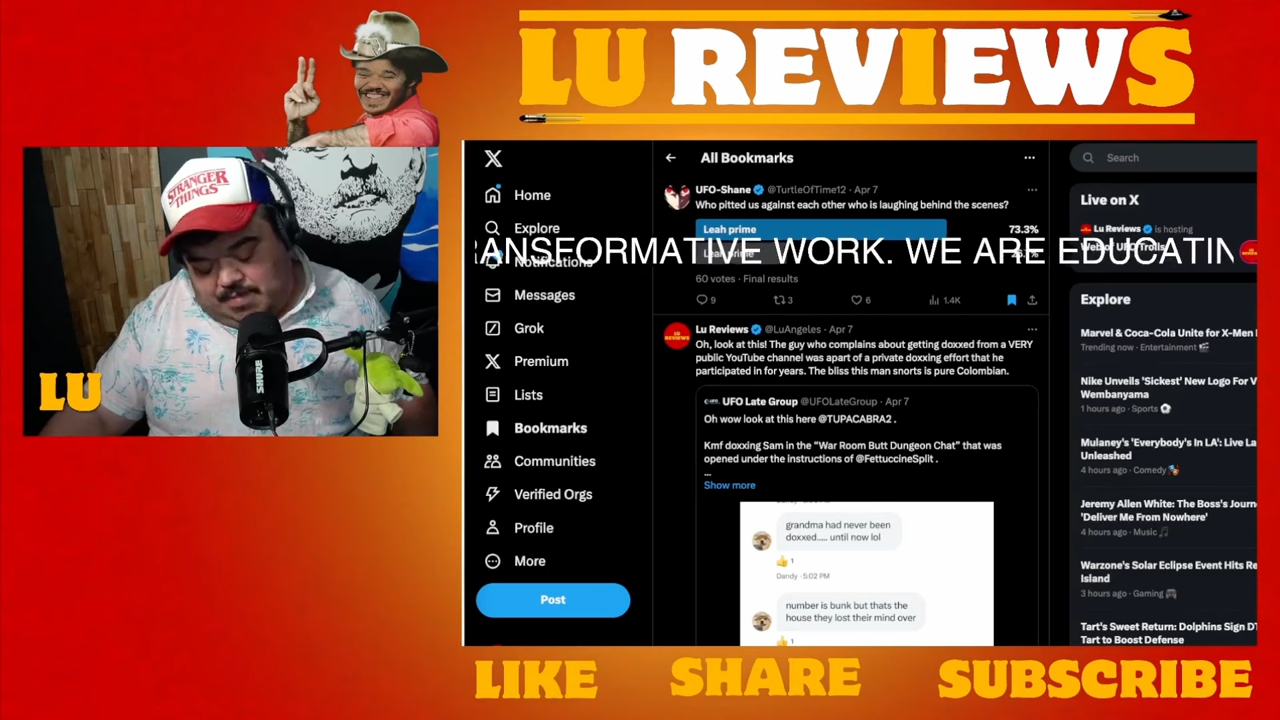 LU REVIEWS
STRANGER
THINGS
SHURE
LU
Home
Explore
Notifications
Messages
Grok
Premium
Lists
Bookmarks
Communities
Verified Orgs
Profile
More
Post
All Bookmarks
UFO-Shane @TurtleOfTime12 · Apr 7
Who pitted us against each other who is laughing behind the scenes?
Leah prime 73.3%
RANSFORMATIVE WORK. WE ARE EDUCATIN
60 votes · Final results
9 3 6 1.4K
Lu Reviews @LuAngeles · Apr 7
Oh, look at this! The guy who complains about getting doxxed from a VERY
public YouTube channel was apart of a private doxxing effort that he
participated in for years. The bliss this man snorts is pure Colombian.
UFO Late Group @UFOLateGroup · Apr 7
Oh wow look at this here @TUPACABRA2 .
Kmf doxxing Sam in the “War Room Butt Dungeon Chat” that was
opened under the instructions of @FettuccineSplit .
...
Show more
grandma had never been
doxxed..... until now lol
1
Dandy · 5:02 PM
number is bunk but thats the
house they lost their mind over
1
Search
Live on X
Lu Reviews is hosting
Web of UFO Trolls
Explore
Marvel & Coca-Cola Unite for X-Men
Trending now · Entertainment
Nike Unveils 'Sickest' New Logo For V
Wembanyama
1 hours ago · Sports
Mulaney's 'Everybody's In LA': Live La
Unleashed
4 hours ago · Comedy
Jeremy Allen White: The Boss's Journ
'Deliver Me From Nowhere'
4 hours ago · Music
Warzone's Solar Eclipse Event Hits Re
Island
3 hours ago · Gaming
Tart's Sweet Return: Dolphins Sign DT
Tart to Boost Defense
LIKE SHARE SUBSCRIBE